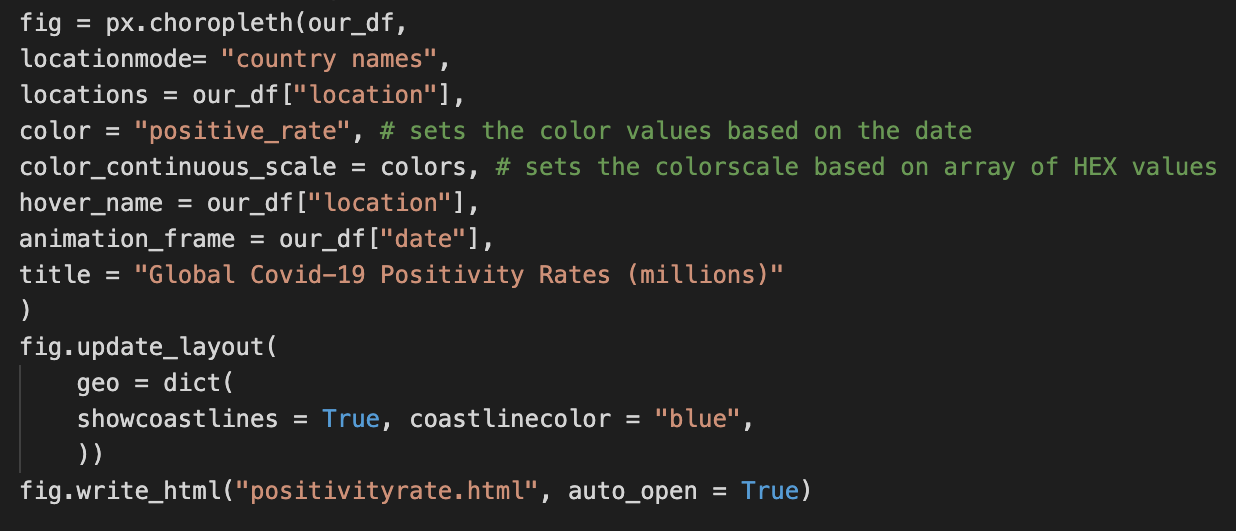 fig = px.choropleth(our_df,
locationmode= "country names",
locations = our_df["location"],
color = "positive_rate", # sets the color values based on the date
color_continuous_scale = colors, # sets the colorscale based on array of HEX values
hover_name = our_df["location"],
animation_frame = our_df["date"],
title = "Global Covid-19 Positivity Rates (millions)"
)
fig.update_layout(
    geo = dict(
    showcoastlines = True, coastlinecolor = "blue",
    ))
fig.write_html("positivityrate.html", auto_open = True)